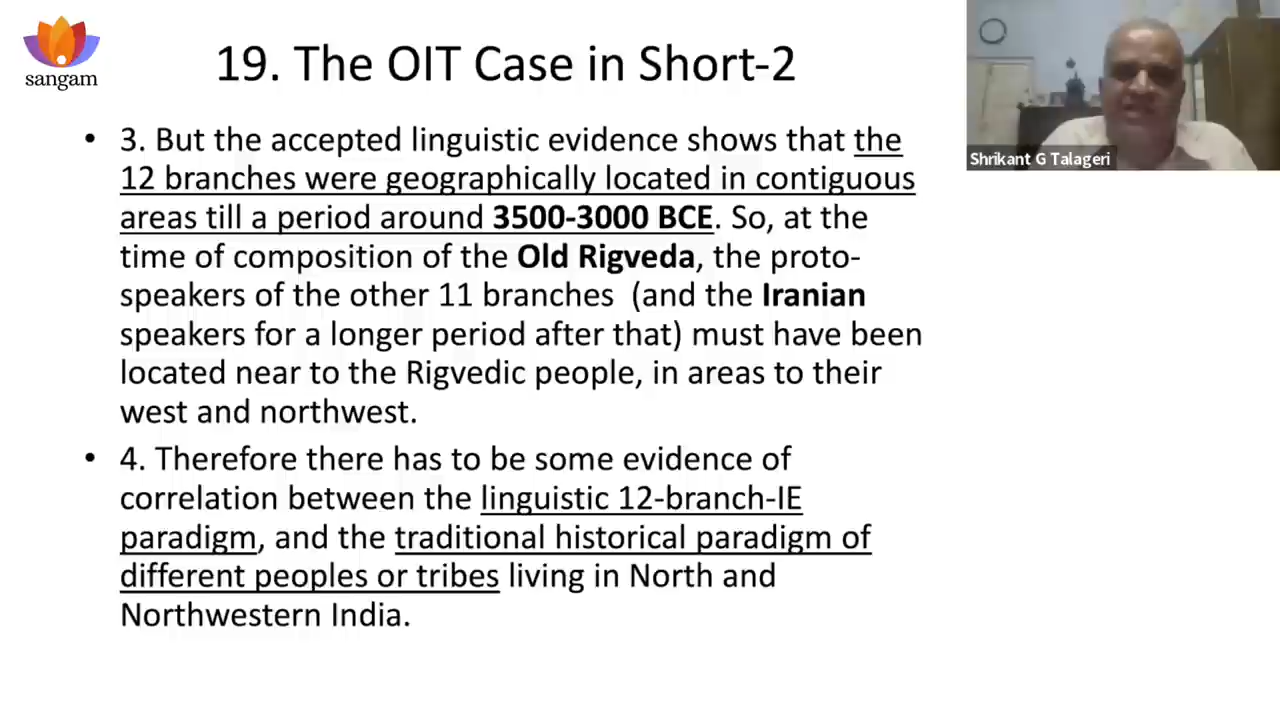 sangam
19. The OIT Case in Short-2
Shrikant G Talageri
• 3. But the accepted linguistic evidence shows that the
12 branches were geographically located in contiguous
areas till a period around 3500-3000 BCE. So, at the
time of composition of the Old Rigveda, the proto-
speakers of the other 11 branches (and the Iranian
speakers for a longer period after that) must have been
located near to the Rigvedic people, in areas to their
west and northwest.
• 4. Therefore there has to be some evidence of
correlation between the linguistic 12-branch-IE
paradigm, and the traditional historical paradigm of
different peoples or tribes living in North and
Northwestern India.